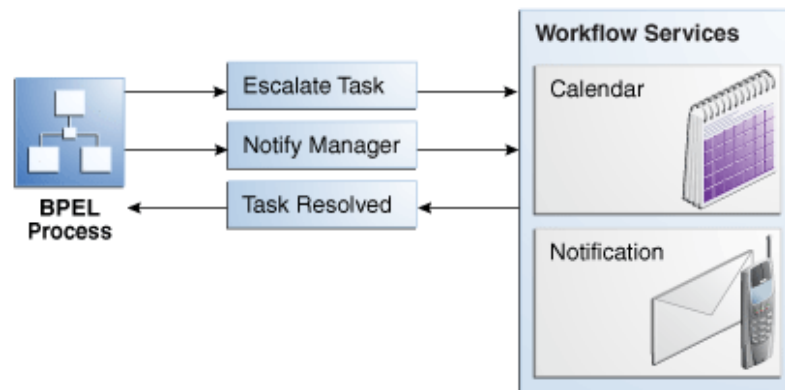 Workflow Services
Escalate Task
Calendar
Notify Manager
Task Resolved
BPEL
Process
Notification